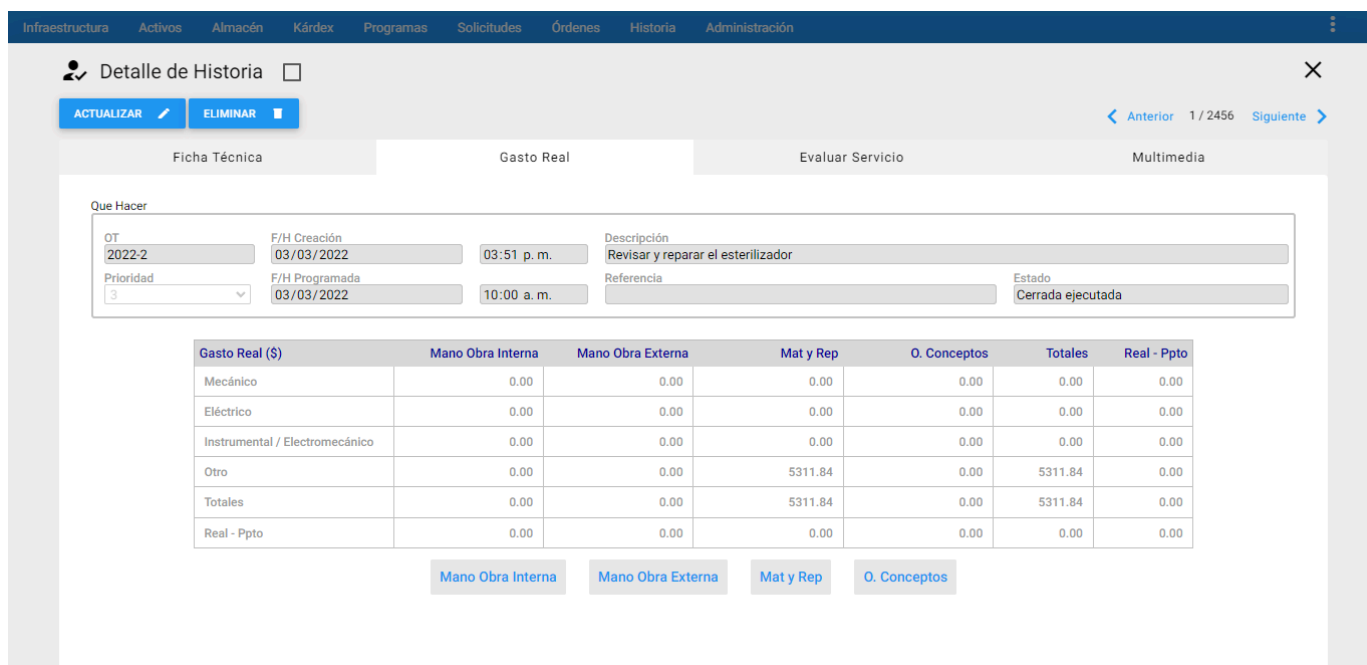 Infraestructura Activos Almacén Kárdex Programas Solicitudes Órdenes Historia Administración
Detalle de Historia
ACTUALIZAR ELIMINAR Anterior 1 / 2456 Siguiente
Ficha Técnica Gasto Real Evaluar Servicio Multimedia
Que Hacer
OT F/H Creación Descripción
2022-2 03/03/2022 03:51 p. m. Revisar y reparar el esterilizador
Prioridad F/H Programada Referencia Estado
3 03/03/2022 10:00 a. m. Cerrada ejecutada
Gasto Real ($) Mano Obra Interna Mano Obra Externa Mat y Rep O. Conceptos Totales Real - Ppto
Mecánico 0.00 0.00 0.00 0.00 0.00 0.00
Eléctrico 0.00 0.00 0.00 0.00 0.00 0.00
Instrumental / Electromecánico 0.00 0.00 0.00 0.00 0.00 0.00
Otro 0.00 0.00 5311.84 0.00 5311.84 0.00
Totales 0.00 0.00 5311.84 0.00 5311.84 0.00
Real - Ppto 0.00 0.00 0.00 0.00 0.00 0.00
Mano Obra Interna Mano Obra Externa Mat y Rep O. Conceptos